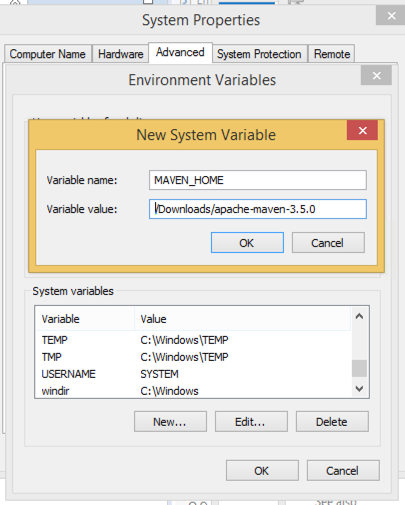 System Properties
Computer Name Hardware Advanced System Protection Remote
Environment Variables
New System Variable
Variable name: MAVEN_HOME
Variable value: /Downloads/apache-maven-3.5.0
OK Cancel
System variables
Variable Value
TEMP C:\Windows\TEMP
TMP C:\Windows\TEMP
USERNAME SYSTEM
windir C:\Windows
New... Edit... Delete
OK Cancel
See also